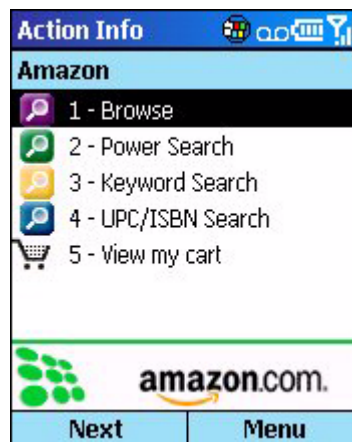 Action Info
Amazon
1 - Browse
2 - Power Search
3 - Keyword Search
4 - UPC/ISBN Search
5 - View my cart
amazon.com.
Next Menu